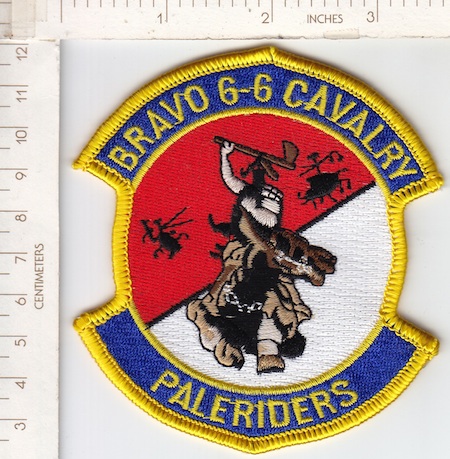 1 2 INCHES 3
12
11
10
9
8
7
6
5
4
3
CENTIMETERS
BRAVO 6-6 CAVALRY
PALERIDERS